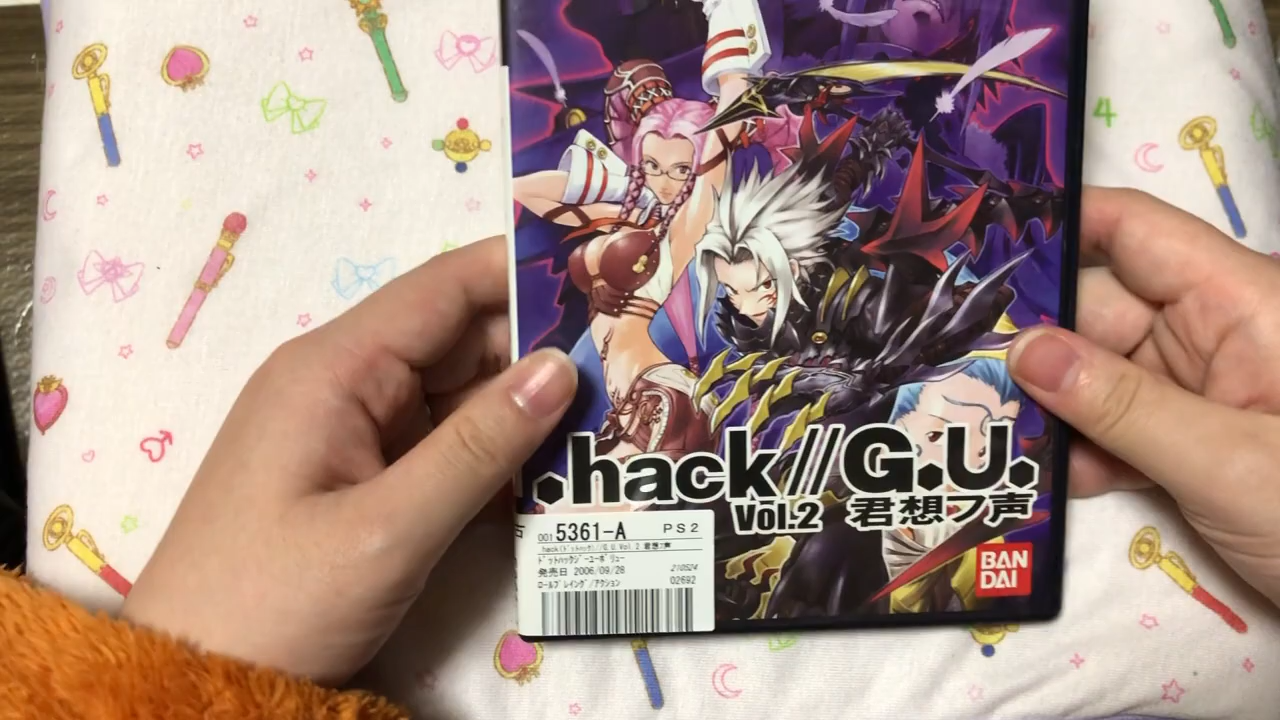 .hack//G.U.
Vol.2 君想フ声
001 5361-A PS2
.hack(ﾄﾞｯﾄﾊｯｸ)//G.U.Vol.2 君想フ声
ﾄﾞｯﾄﾊｯｸｼﾞｰﾕｰﾎﾞﾘｭｰ
発売日 2006/09/28 210524
ﾛｰﾙﾌﾟﾚｲﾝｸﾞ/ｱｸｼｮﾝ 02692
BAN
DAI